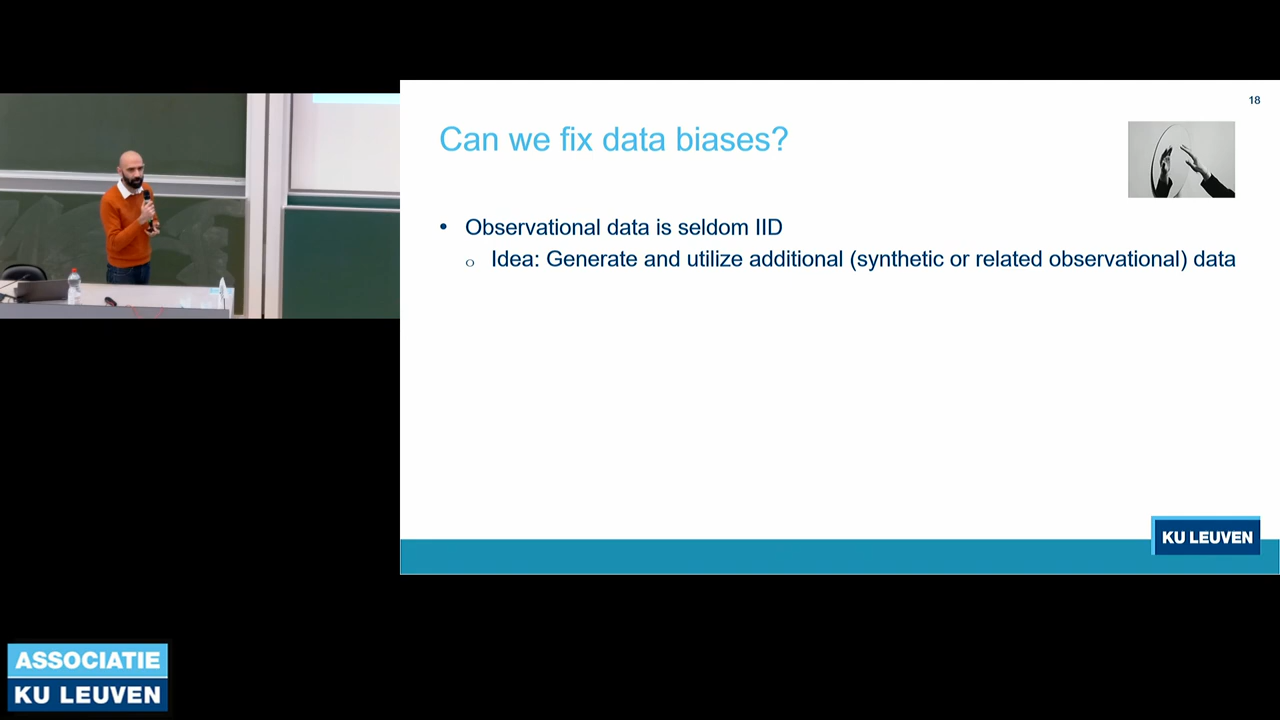 18
Can we fix data biases?
• Observational data is seldom IID
o Idea: Generate and utilize additional (synthetic or related observational) data
KU LEUVEN
ASSOCIATIE
KU LEUVEN